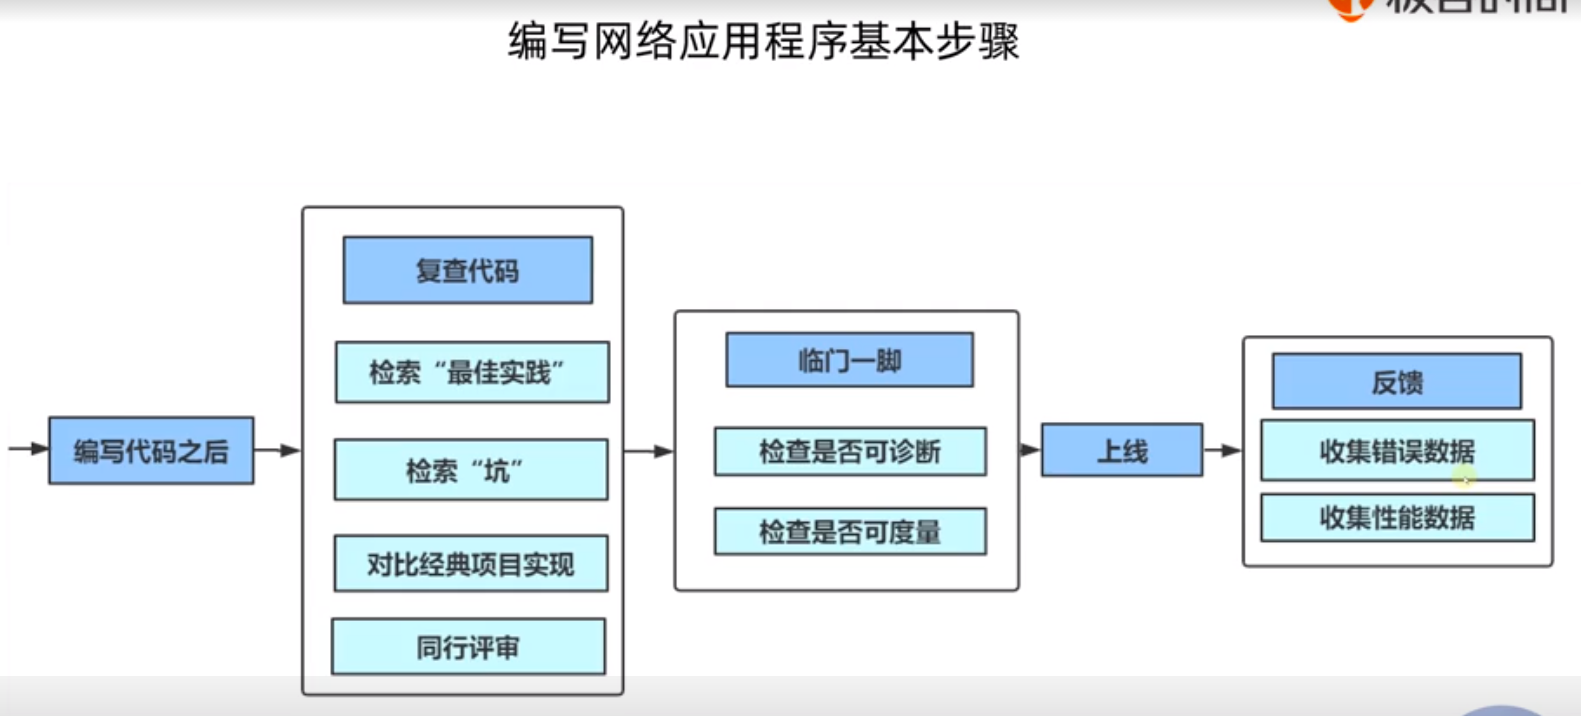 编写网络应用程序基本步骤
编写代码之后
复查代码
检索“最佳实践”
检索“坑”
对比经典项目实现
同行评审
临门一脚
检查是否可诊断
检查是否可度量
上线
反馈
收集错误数据
收集性能数据